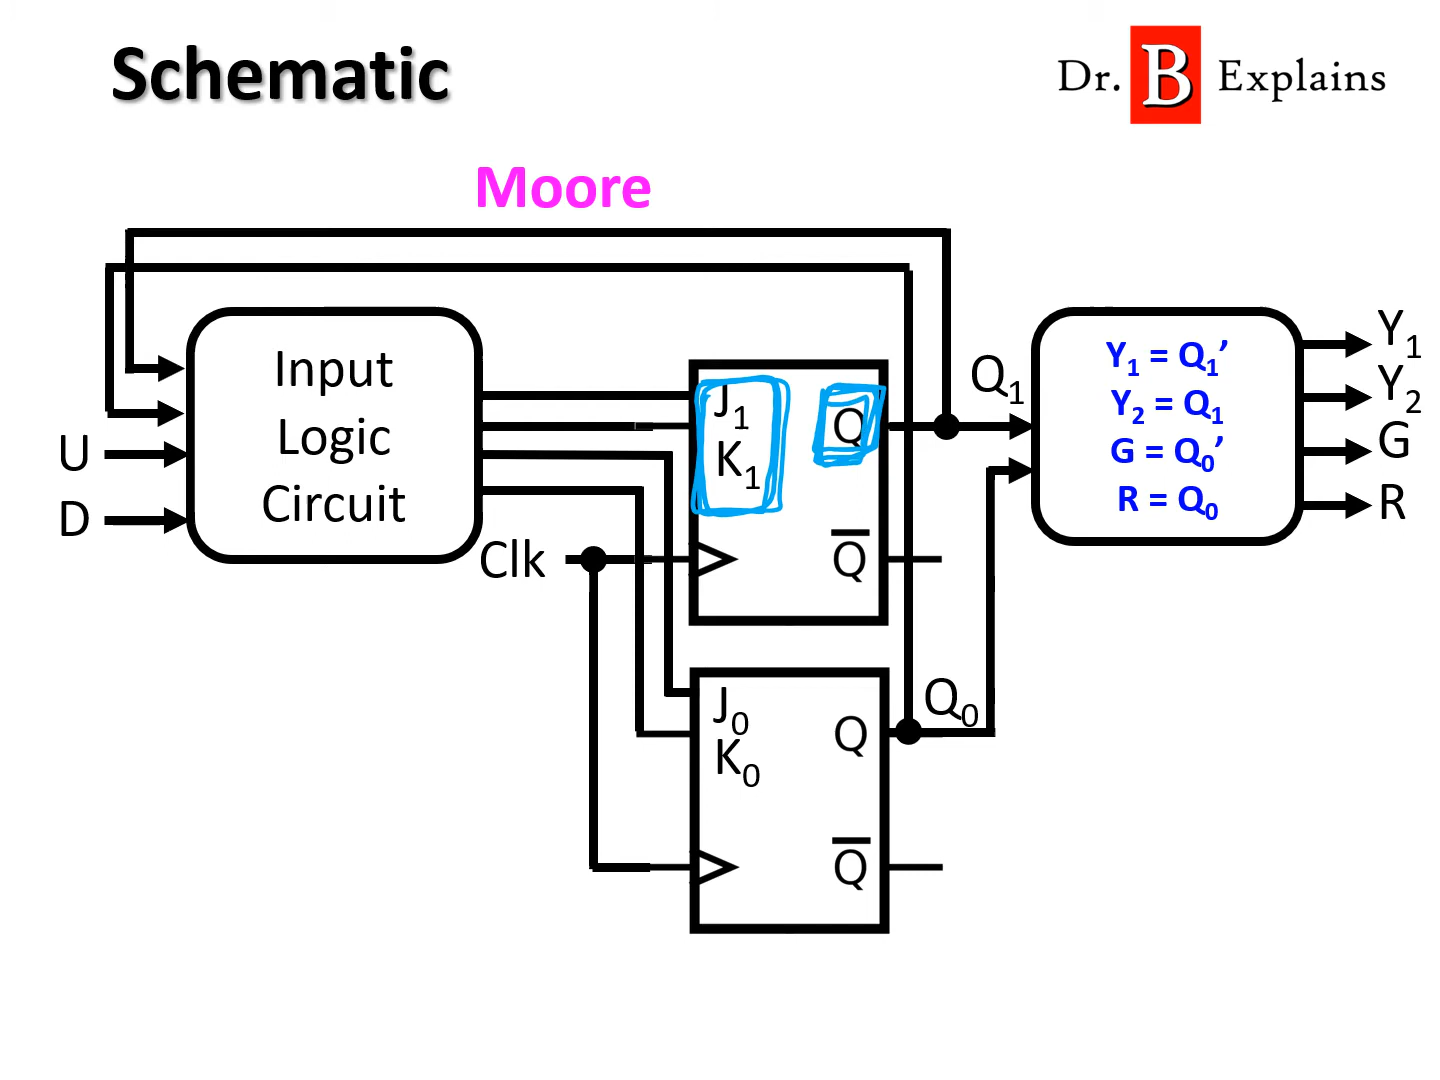 Schematic
Dr. B Explains
Moore
Input
Logic
Circuit
U
D
Clk
J₁
K₁
Q
Q̅
Q₁
J₀
K₀
Q
Q̅
Q₀
Y₁ = Q₁’
Y₂ = Q₁
G = Q₀’
R = Q₀
Y₁
Y₂
G
R